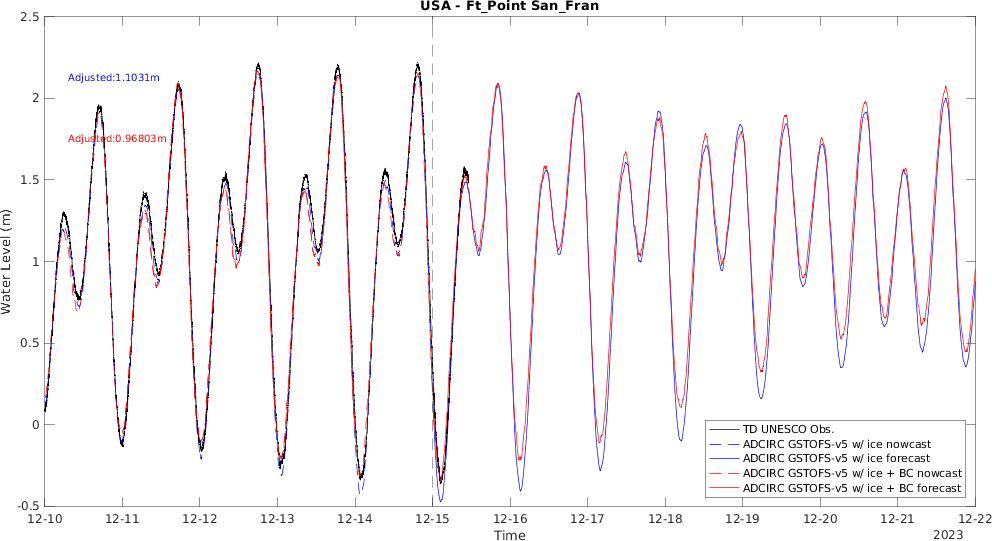 USA - Ft_Point San_Fran
2.5
2
1.5
1
0.5
0
-0.5
Water Level (m)
Adjusted:1.1031m
Adjusted:0.96803m
TD UNESCO Obs.
ADCIRC GSTOFS-v5 w/ ice nowcast
ADCIRC GSTOFS-v5 w/ ice forecast
ADCIRC GSTOFS-v5 w/ ice + BC nowcast
ADCIRC GSTOFS-v5 w/ ice + BC forecast
12-10 12-11 12-12 12-13 12-14 12-15 12-16 12-17 12-18 12-19 12-20 12-21 12-22
Time
2023